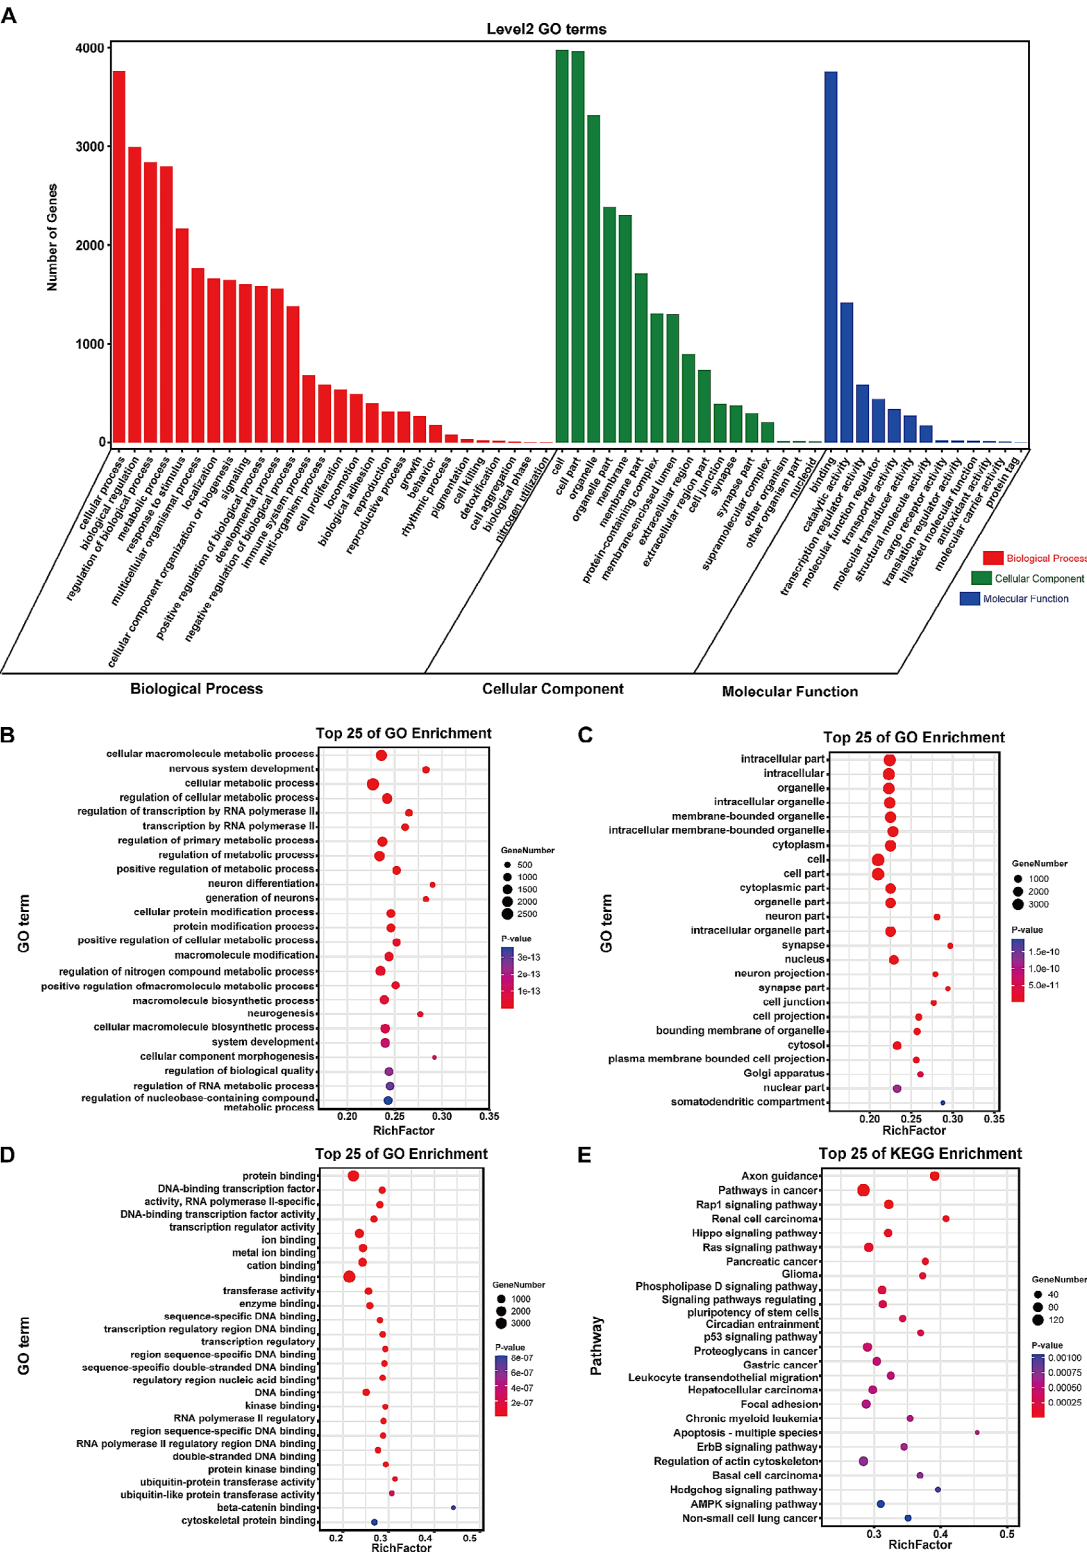 A
Level2 GO terms
Number of Genes
4000
3000
2000
1000
0
cellular process
biological regulation
regulation of biological process
metabolic process
response to stimulus
multicellular organismal process
localization
cellular component organization or biogenesis
signaling
positive regulation of biological process
developmental process
negative regulation of biological process
immune system process
multi-organism process
cell proliferation
locomotion
biological adhesion
reproduction
reproductive process
growth
behavior
rhythmic process
pigmentation
cell killing
detoxification
cell aggregation
biological phase
nitrogen utilization
cell
cell part
organelle
organelle part
membrane
membrane part
protein-containing complex
membrane-enclosed lumen
extracellular region
extracellular region part
cell junction
synapse
synapse part
supramolecular complex
other organism
other organism part
nucleoid
binding
catalytic activity
transcription regulator activity
molecular function regulator
transporter activity
molecular transducer activity
structural molecule activity
cargo receptor activity
translation regulator activity
hijacked molecular function
antioxidant activity
molecular carrier activity
protein tag
Biological Process
Cellular Component
Molecular Function
Biological Process
Cellular Component
Molecular Function
B
Top 25 of GO Enrichment
GO term
cellular macromolecule metabolic process
nervous system development
cellular metabolic process
regulation of cellular metabolic process
regulation of transcription by RNA polymerase II
transcription by RNA polymerase II
regulation of primary metabolic process
regulation of metabolic process
positive regulation of metabolic process
neuron differentiation
generation of neurons
cellular protein modification process
protein modification process
positive regulation of cellular metabolic process
macromolecule modification
regulation of nitrogen compound metabolic process
positive regulation ofmacromolecule metabolic process
macromolecule biosynthetic process
neurogenesis
cellular macromolecule biosynthetic process
system development
cellular component morphogenesis
regulation of biological quality
regulation of RNA metabolic process
regulation of nucleobase-containing compound
metabolic process
0.20 0.25 0.30 0.35
RichFactor
GeneNumber
500
1000
1500
2000
2500
P-value
3e-13
2e-13
1e-13
C
Top 25 of GO Enrichment
GO term
intracellular part
intracellular
organelle
intracellular organelle
membrane-bounded organelle
intracellular membrane-bounded organelle
cytoplasm
cell
cell part
cytoplasmic part
organelle part
neuron part
intracellular organelle part
synapse
nucleus
neuron projection
synapse part
cell junction
cell projection
bounding membrane of organelle
cytosol
plasma membrane bounded cell projection
Golgi apparatus
nuclear part
somatodendritic compartment
0.20 0.25 0.30 0.35
RichFactor
GeneNumber
1000
2000
3000
P-value
1.5e-10
1.0e-10
5.0e-11
D
Top 25 of GO Enrichment
GO term
protein binding
DNA-binding transcription factor
activity, RNA polymerase II-specific
DNA-binding transcription factor activity
transcription regulator activity
ion binding
metal ion binding
cation binding
binding
transferase activity
enzyme binding
sequence-specific DNA binding
transcription regulatory region DNA binding
transcription regulatory
region sequence-specific DNA binding
sequence-specific double-stranded DNA binding
regulatory region nucleic acid binding
DNA binding
kinase binding
RNA polymerase II regulatory
region sequence-specific DNA binding
RNA polymerase II regulatory region DNA binding
double-stranded DNA binding
protein kinase binding
ubiquitin-protein transferase activity
ubiquitin-like protein transferase activity
beta-catenin binding
cytoskeletal protein binding
0.2 0.3 0.4 0.5
RichFactor
GeneNumber
1000
2000
3000
P-value
8e-07
6e-07
4e-07
2e-07
E
Top 25 of KEGG Enrichment
Pathway
Axon guidance
Pathways in cancer
Rap1 signaling pathway
Renal cell carcinoma
Hippo signaling pathway
Ras signaling pathway
Pancreatic cancer
Glioma
Phospholipase D signaling pathway
Signaling pathways regulating
pluripotency of stem cells
Circadian entrainment
p53 signaling pathway
Proteoglycans in cancer
Gastric cancer
Leukocyte transendothelial migration
Hepatocellular carcinoma
Focal adhesion
Chronic myeloid leukemia
Apoptosis - multiple species
ErbB signaling pathway
Regulation of actin cytoskeleton
Basal cell carcinoma
Hedgehog signaling pathway
AMPK signaling pathway
Non-small cell lung cancer
0.3 0.4 0.5
RichFactor
GeneNumber
40
80
120
P-value
0.00100
0.00075
0.00050
0.00025